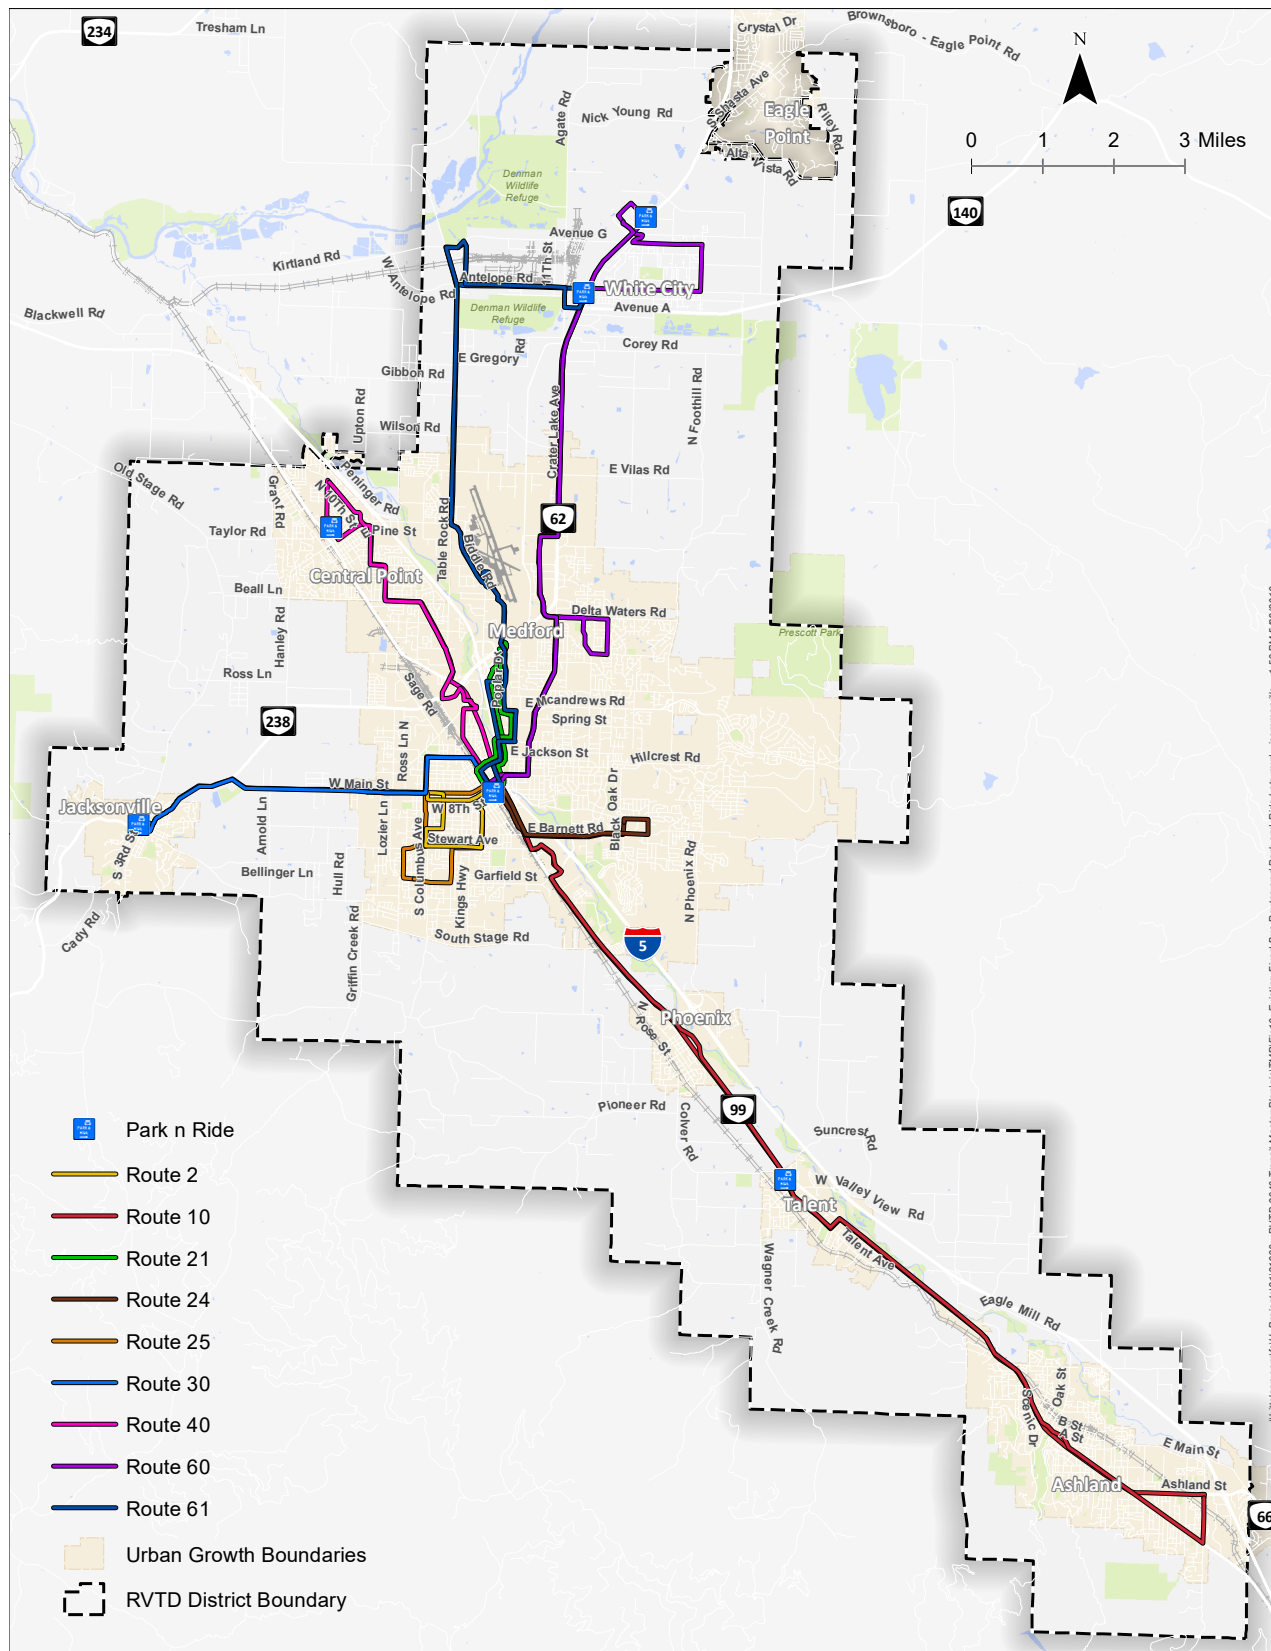 234
Tresham Ln
Crystal Dr
Brownsboro - Eagle Point Rd
N
S Shasta Ave
Agate Rd
Nick Young Rd
Eagle
Point
Riley Rd
0 1 2 3 Miles
Alta Vista Rd
Denman
Wildlife
Refuge
140
Avenue G
11Th St
Kirtland Rd
W Antelope Rd
Antelope Rd
White City
Denman Wildlife
Refuge
Avenue A
Blackwell Rd
Corey Rd
E Gregory Rd
Gibbon Rd
N Foothill Rd
Upton Rd
Crater Lake Ave
Wilson Rd
Old Stage Rd
Peninger Rd
E Vilas Rd
Grant Rd
N 10Th St
Table Rock Rd
62
Taylor Rd
E Pine St
Biddle Rd
Central Point
Beall Ln
Delta Waters Rd
Hanley Rd
Medford
Prescott Park
Ross Ln
Sage Rd
Poplar Dr
E Mcandrews Rd
238
Spring St
Ross Ln N
E Jackson St
Hillcrest Rd
W Main St
Jacksonville
Black Oak Dr
W 8Th St
Arnold Ln
Lozier Ln
E Barnett Rd
S 3Rd St
S Columbus Ave
Stewart Ave
Bellinger Ln
Hull Rd
Kings Hwy
Garfield St
N Phoenix Rd
Cady Rd
South Stage Rd
Griffin Creek Rd
5
N Rose St
Phoenix
99
Pioneer Rd
Colver Rd
Suncrest Rd
W Valley View Rd
Talent
Talent Ave
Wagner Creek Rd
Eagle Mill Rd
Oak St
Scenic Dr
B St
A St
E Main St
Ashland
Ashland St
66
Park n Ride
Route 2
Route 10
Route 21
Route 24
Route 25
Route 30
Route 40
Route 60
Route 61
Urban Growth Boundaries
RVTD District Boundary